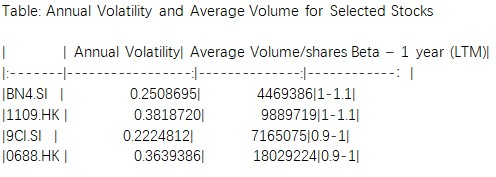 Table: Annual Volatility and Average Volume for Selected Stocks
| | Annual Volatility| Average Volume/shares Beta – 1 year (LTM)|
|:-------|-----------------:|--------------:|------------: |
|BN4.SI | 0.2508695| 4469386|1-1.1|
|1109.HK | 0.3818720| 9889719|1-1.1|
|9CI.SI | 0.2224812| 7165075|0.9-1|
|0688.HK | 0.3639386| 18029224|0.9-1|